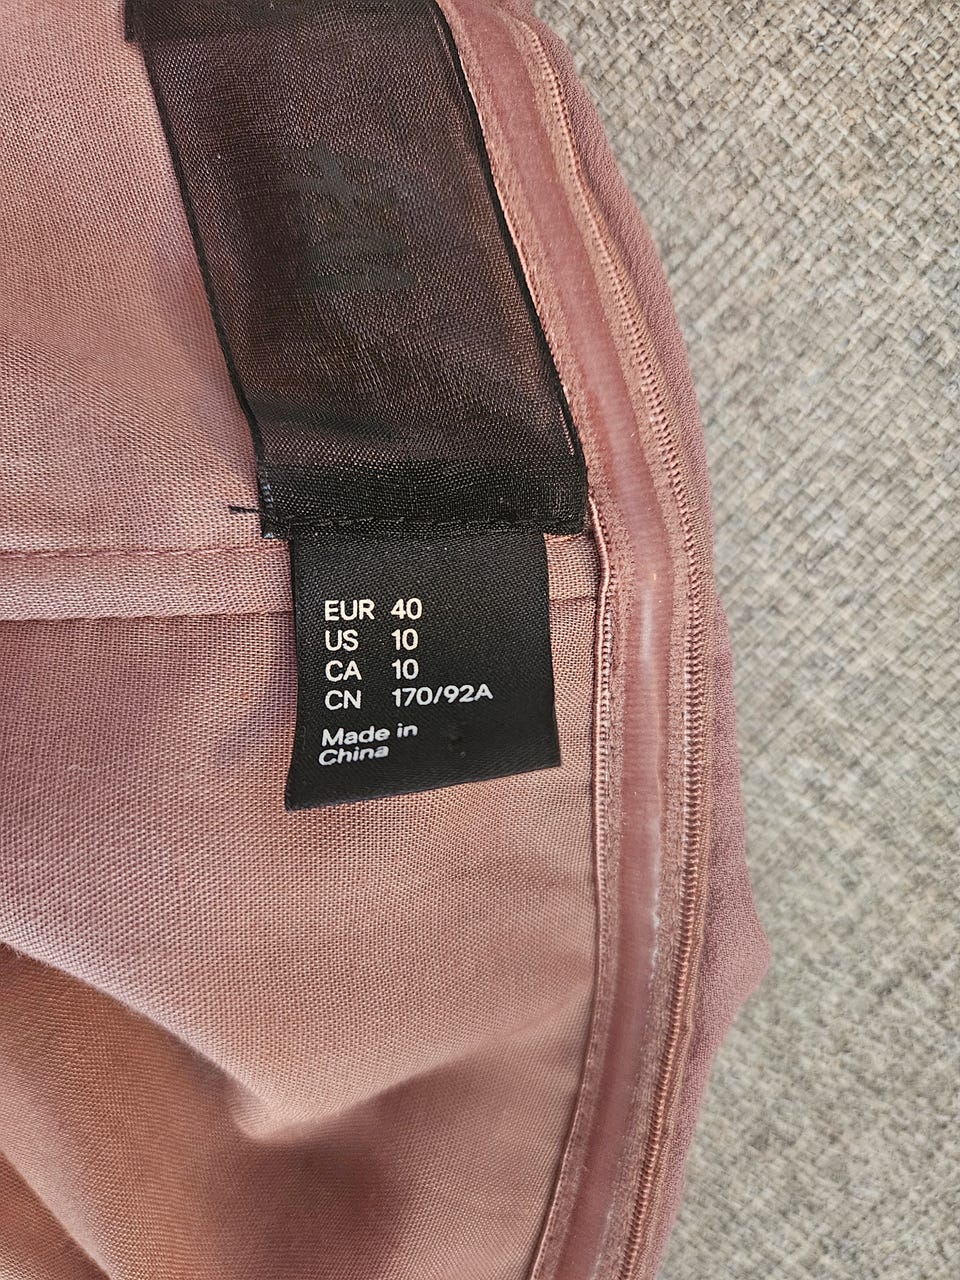 EUR 40
US 10
CA 10
CN 170/92A
Made in
China